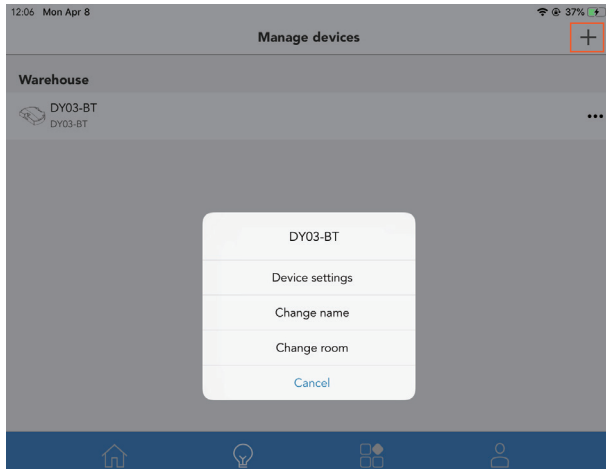 12:06 Mon Apr 8
37%
Manage devices
Warehouse
DY03-BT
DY03-BT
DY03-BT
Device settings
Change name
Change room
Cancel